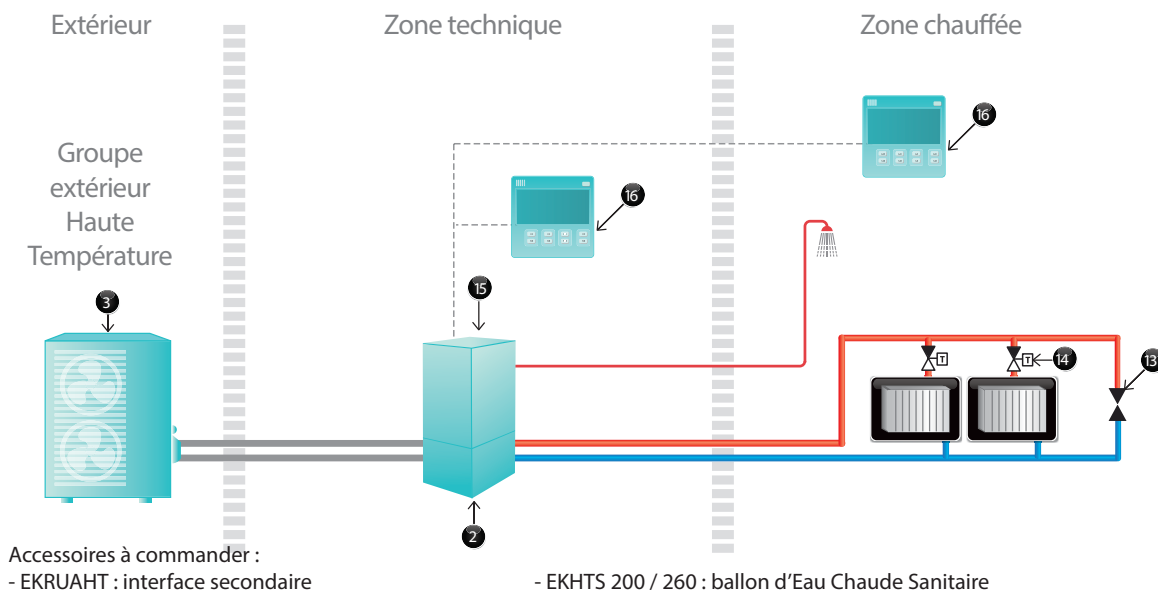 Extérieur
Zone technique
Zone chauffée
Groupe
extérieur
Haute
Température
16
16
3
15
T
T
14
13
2
Accessoires à commander :
- EKRUAHT : interface secondaire
- EKHTS 200 / 260 : ballon d’Eau Chaude Sanitaire